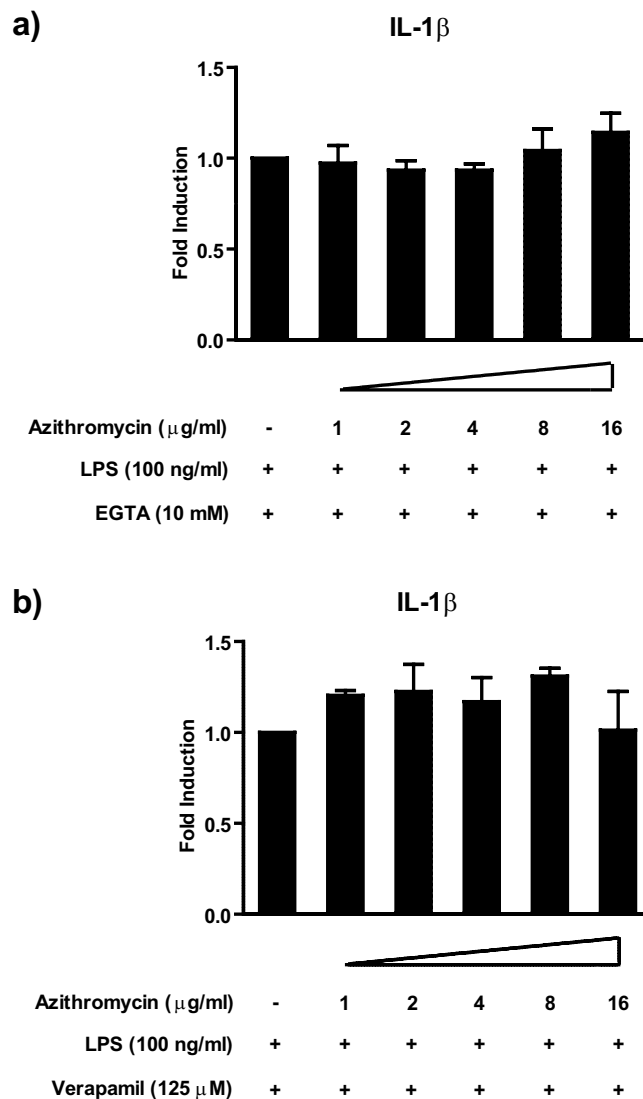 a)
IL-1β
Fold Induction
1.5
1.0
0.5
0.0
Azithromycin (μg/ml) - 1 2 4 8 16
LPS (100 ng/ml) + + + + + +
EGTA (10 mM) + + + + + +
b)
IL-1β
Fold Induction
1.5
1.0
0.5
0.0
Azithromycin (μg/ml) - 1 2 4 8 16
LPS (100 ng/ml) + + + + + +
Verapamil (125 μM) + + + + + +